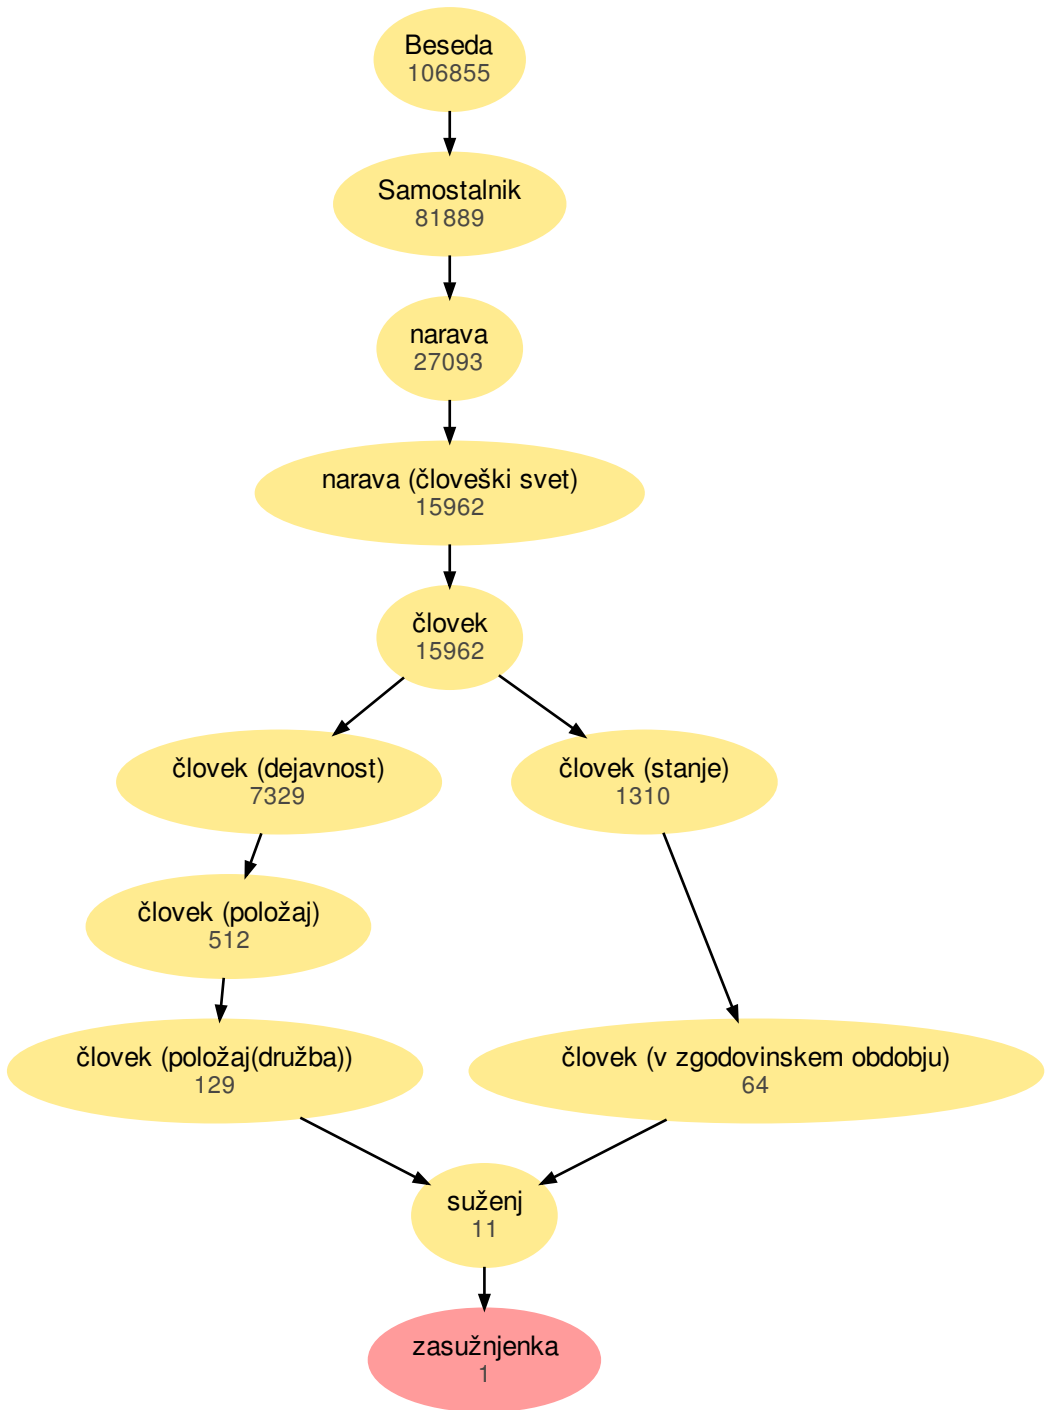 Beseda
106855
Samostalnik
81889
narava
27093
narava (človeški svet)
15962
človek
15962
človek (dejavnost)
7329
človek (stanje)
1310
človek (položaj)
512
človek (položaj(družba))
129
človek (v zgodovinskem obdobju)
64
suženj
11
zasužnjenka
1